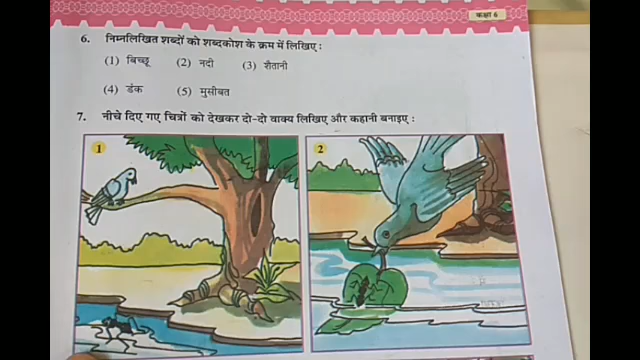 कक्षा 6
6. निम्नलिखित शब्दों को शब्दकोश के क्रम में लिखिए :
(1) बिच्छू (2) नदी (3) शैतानी
(4) डंक (5) मुसीबत
7. नीचे दिए गए चित्रों को देखकर दो-दो वाक्य लिखिए और कहानी बनाइए :
1 2